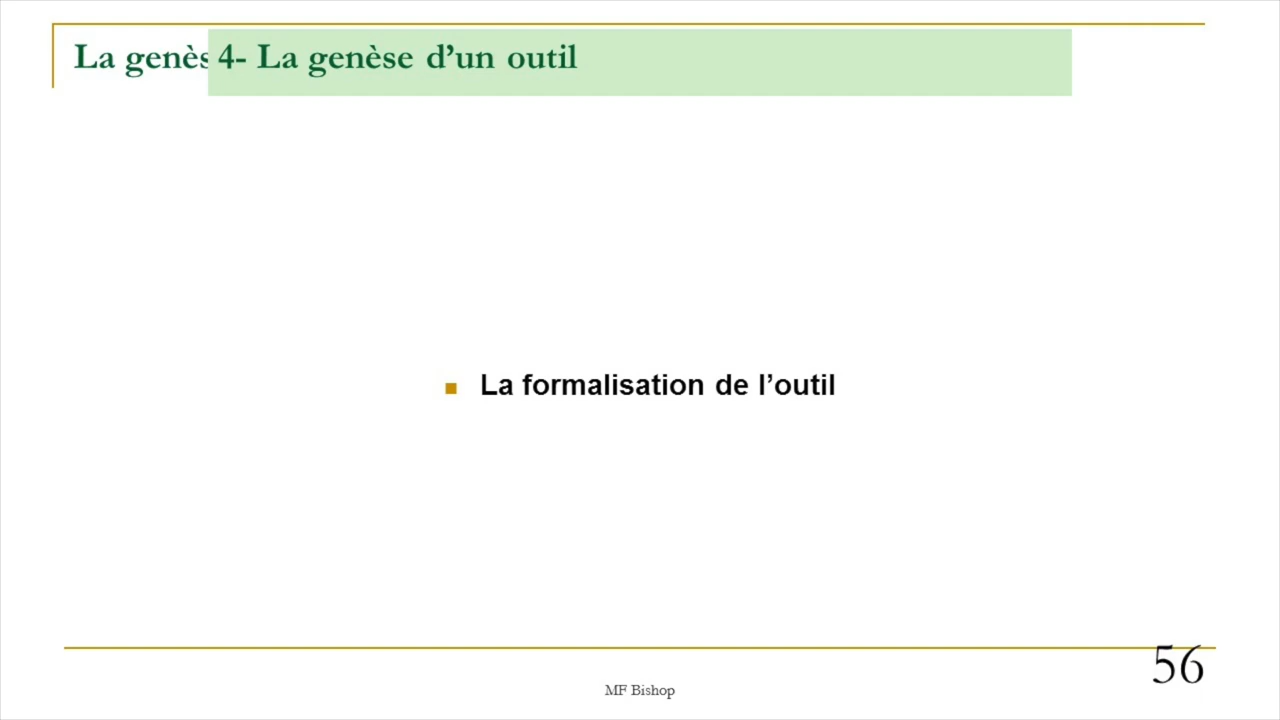 La genès 4- La genèse d’un outil
La formalisation de l’outil
56
MF Bishop